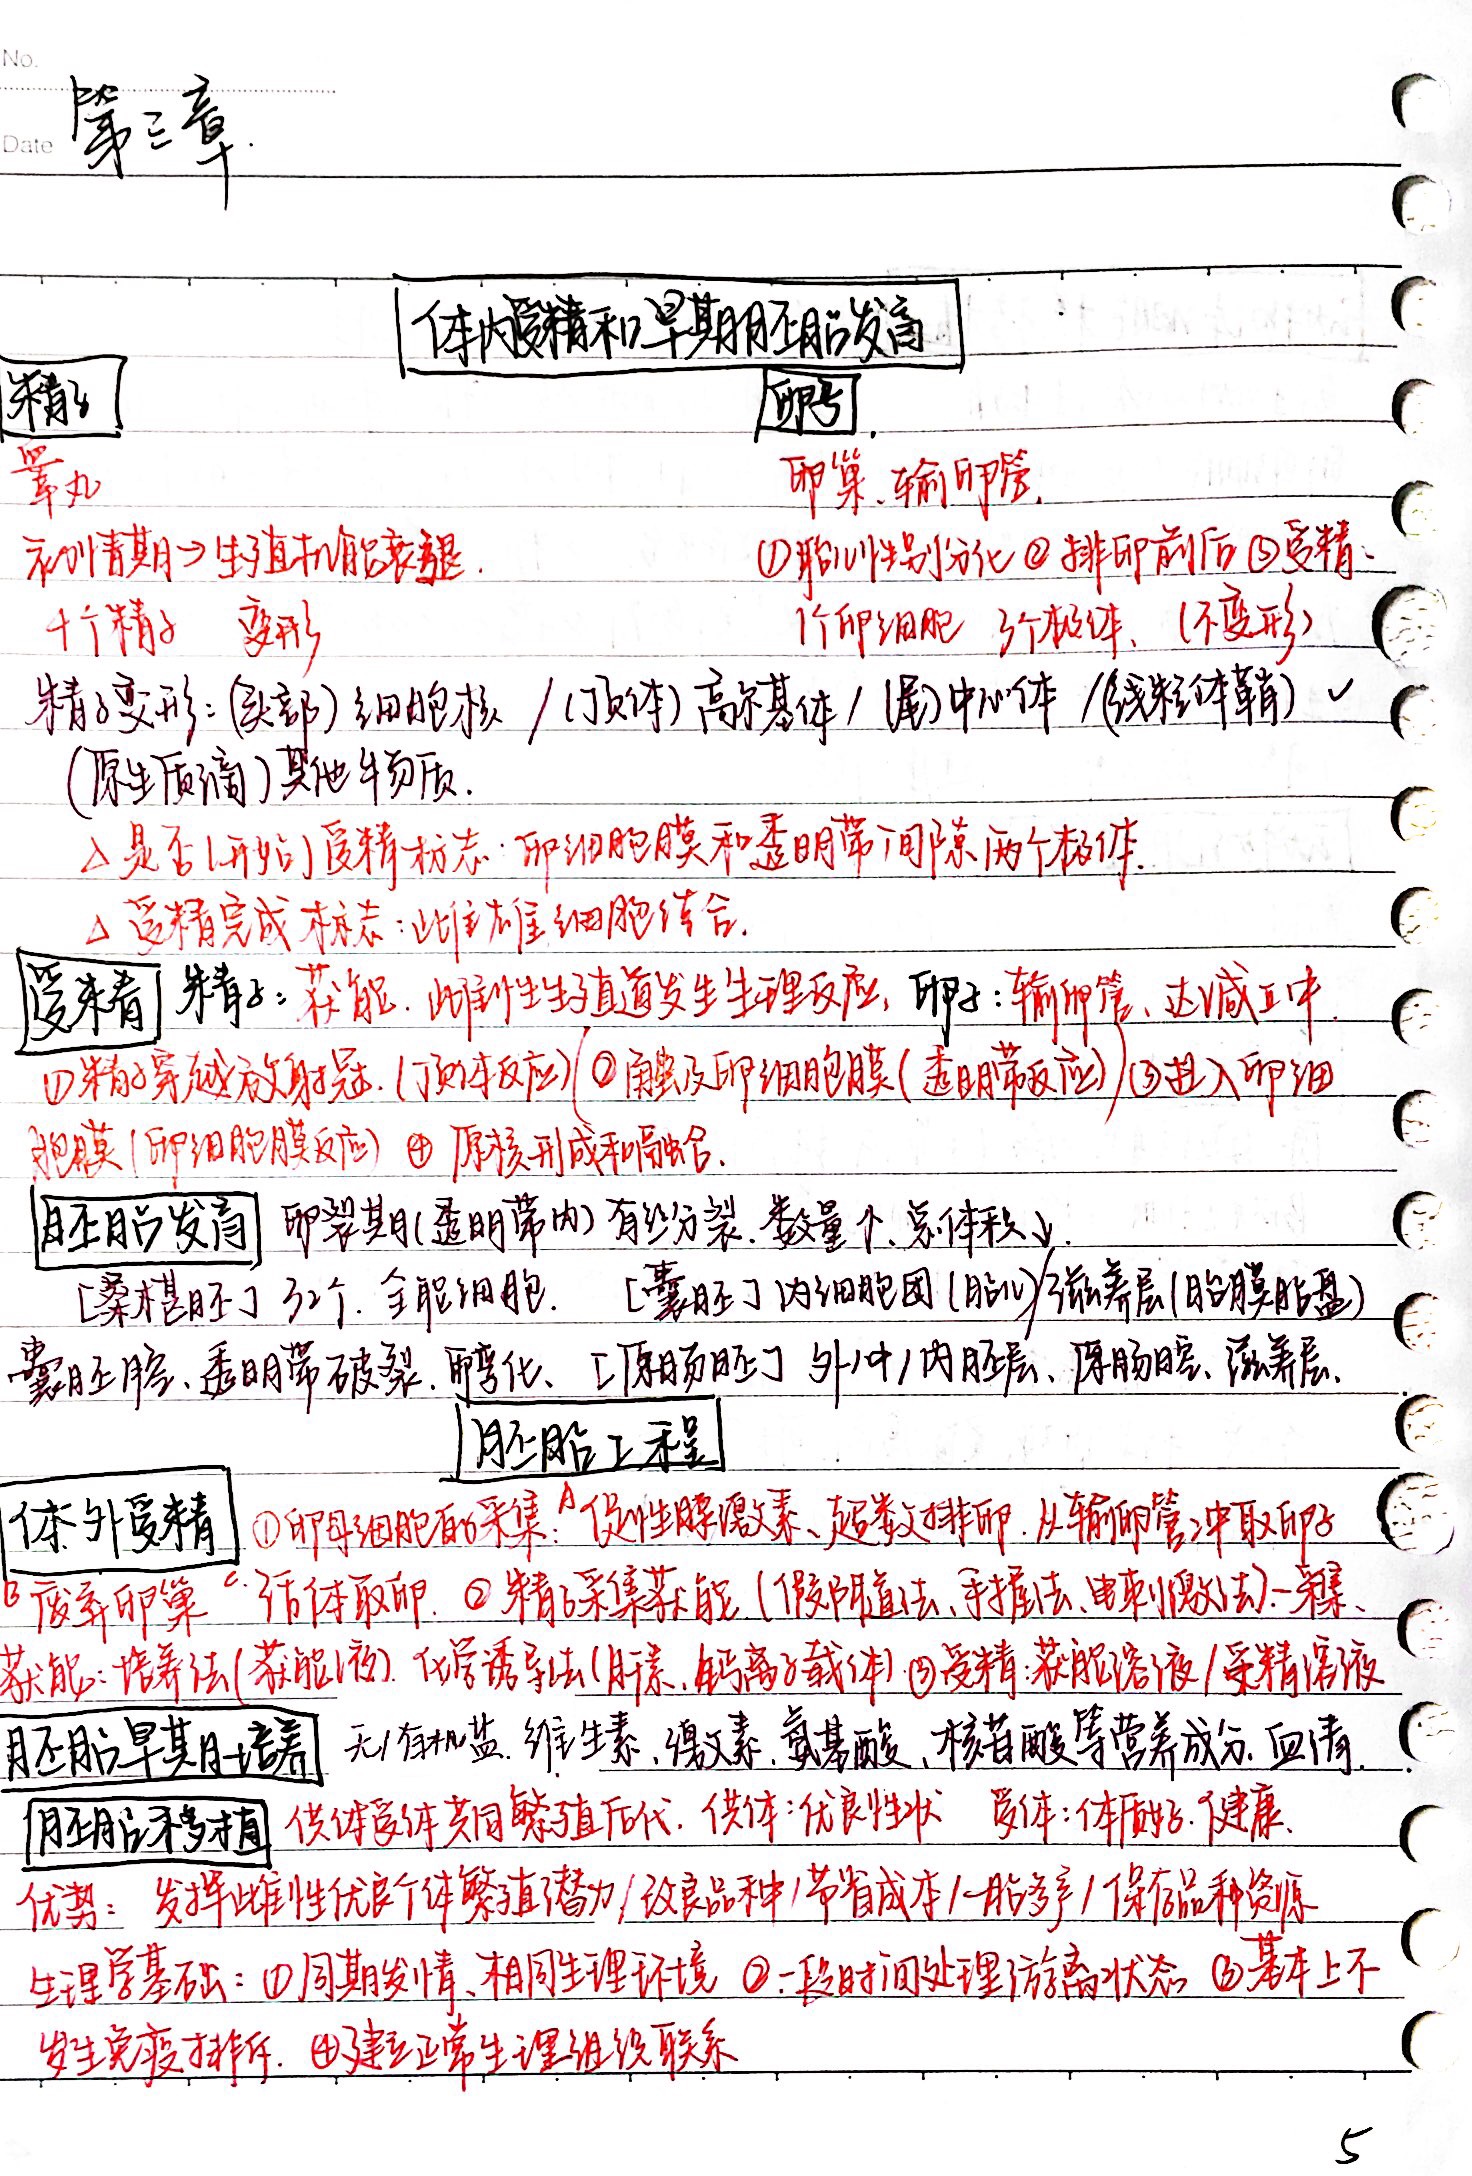 No.
Date 第三章.
体内受精和早期胚胎发育
精子 卵子.
睾丸 卵巢、输卵管.
初情期→生殖机能衰退. ①胎儿性别分化 ② 排卵前后 ③受精.
4个精子 变形 1个卵细胞 3个极体、(不变形)
精子变形:(头部)细胞核 /(顶体)高尔基体 /(尾)中心体 /(线粒体鞘)✓
(原生质滴)其他物质.
△ 是否(开始)受精标志:卵细胞膜和透明带间隙两个极体.
△ 受精完成标志:雌雄细胞结合.
受精 精子:获能.雌性生殖道发生生理反应, 卵子:输卵管、达减Ⅱ中.
①精子穿越放射冠.(顶体反应)(②触及卵细胞膜(透明带反应)/③进入卵细
胞膜(卵细胞膜反应) ④ 原核形成和融合.
胚胎发育 卵裂期(透明带内)有丝分裂.数量↑.总体积↓.
[桑椹胚]32个.全能细胞. [囊胚]内细胞团(胎儿)/滋养层(胎膜胎盘)
囊胚腔、透明带破裂.孵化、[原肠胚] 外/中/内胚层、原肠腔、滋养层.
胚胎工程
体外受精 ①卵母细胞的采集:A 促性腺激素、超数排卵.从输卵管冲取卵子
B 废弃卵巢 C.活体取卵. ② 精子采集获能(假阴道法、手握法、电刺激法)-采集、
获能:培养法(获能液).化学诱导法(肝素、钙离子载体)③受精:获能溶液/受精溶液
胚胎早期培养 无/有机盐.维生素、激素、氨基酸、核苷酸等营养成分.血清.
胚胎移植 供体受体共同繁殖后代.供体:优良性状 受体:体质好.健康.
优势: 发挥雌性优良个体繁殖潜力/改良品种/节省成本/一胎多产/保存品种资源
生理学基础:①同期发情、相同生理环境 ②一段时间处理游离状态 ③基本上不
发生免疫排斥. ④建立正常生理组织联系
5